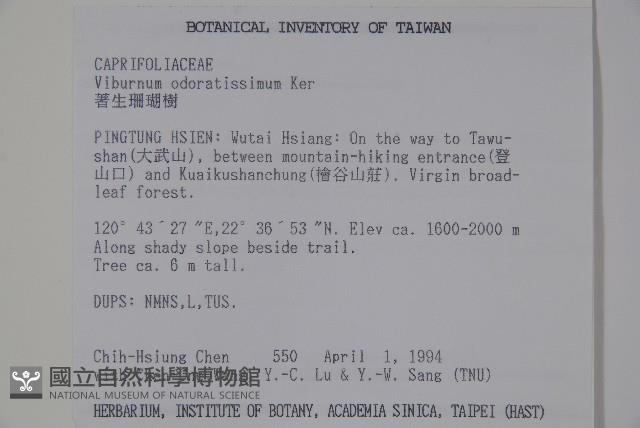 BOTANICAL INVENTORY OF TAIWAN
CAPRIFOLIACEAE
Viburnum odoratissimum Ker
著生珊瑚樹
PINGTUNG HSIEN: Wutai Hsiang: On the way to Tawu-
shan(大武山), between mountain-hiking entrance(登
山口) and Kuaikushanchung(檜谷山莊). Virgin broad-
leaf forest.
120° 43´27 ˝E,22° 36´53 ˝N. Elev ca. 1600-2000 m
Along shady slope beside trail.
Tree ca. 6 m tall.
DUPS: NMNS,L,TUS.
Chih-Hsiung Chen 550 April 1, 1994
Y.-C. Lu & Y.-W. Sang (TNU)
國立自然科學博物館
NATIONAL MUSEUM OF NATURAL SCIENCE
HERBARIUM, INSTITUTE OF BOTANY, ACADEMIA SINICA, TAIPEI (HAST)